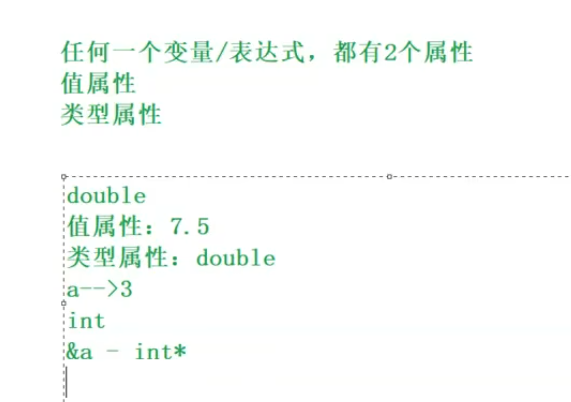 任何一个变量/表达式，都有2个属性
值属性
类型属性
double
值属性：7.5
类型属性：double
a-->3
int
&a - int*